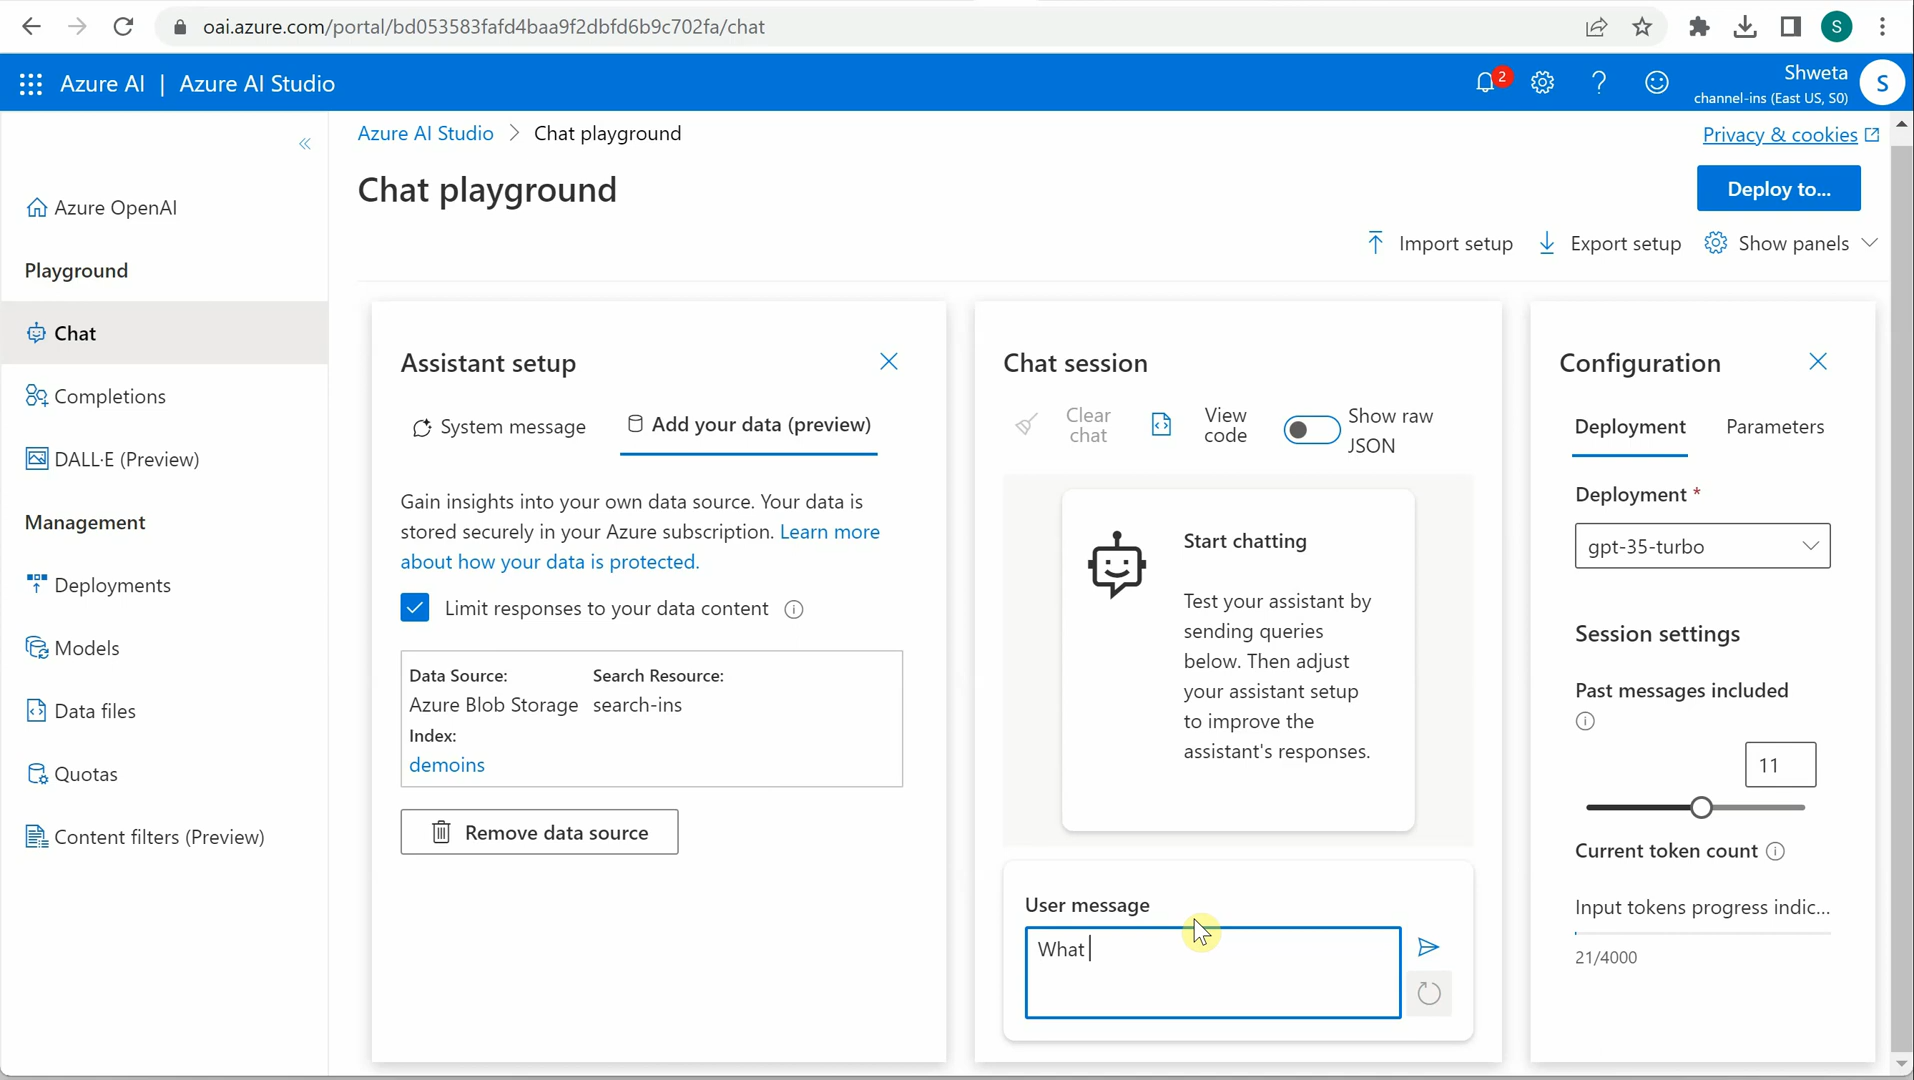 oai.azure.com/portal/bd053583fafd4baa9f2dbfd6b9c702fa/chat
S
Azure AI | Azure AI Studio
2
Shweta
channel-ins (East US, S0)
S
Azure AI Studio > Chat playground
Privacy & cookies
Chat playground
Deploy to...
Import setup
Export setup
Show panels
Azure OpenAI
Playground
Chat
Completions
DALL·E (Preview)
Management
Deployments
Models
Data files
Quotas
Content filters (Preview)
Assistant setup
System message
Add your data (preview)
Gain insights into your own data source. Your data is
stored securely in your Azure subscription. Learn more
about how your data is protected.
Limit responses to your data content
Data Source:
Azure Blob Storage
Search Resource:
search-ins
Index:
demoins
Remove data source
Chat session
Clear
chat
View
code
Show raw
JSON
Start chatting
Test your assistant by
sending queries
below. Then adjust
your assistant setup
to improve the
assistant's responses.
User message
What
Configuration
Deployment
Parameters
Deployment *
gpt-35-turbo
Session settings
Past messages included
11
Current token count
Input tokens progress indic...
21/4000